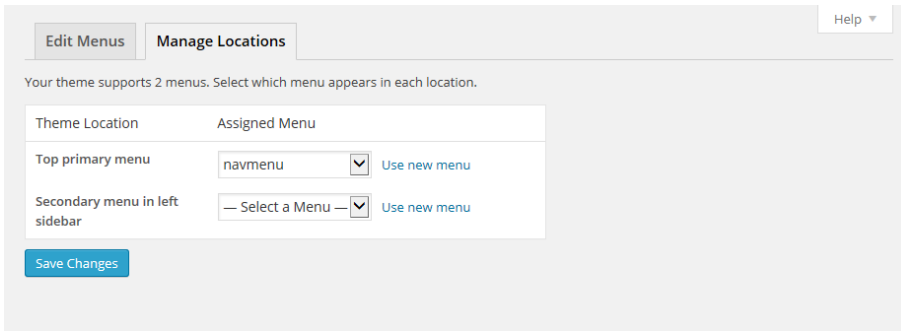 Help
Edit Menus Manage Locations
Your theme supports 2 menus. Select which menu appears in each location.
Theme Location Assigned Menu
Top primary menu navmenu Use new menu
Secondary menu in left sidebar — Select a Menu — Use new menu
Save Changes